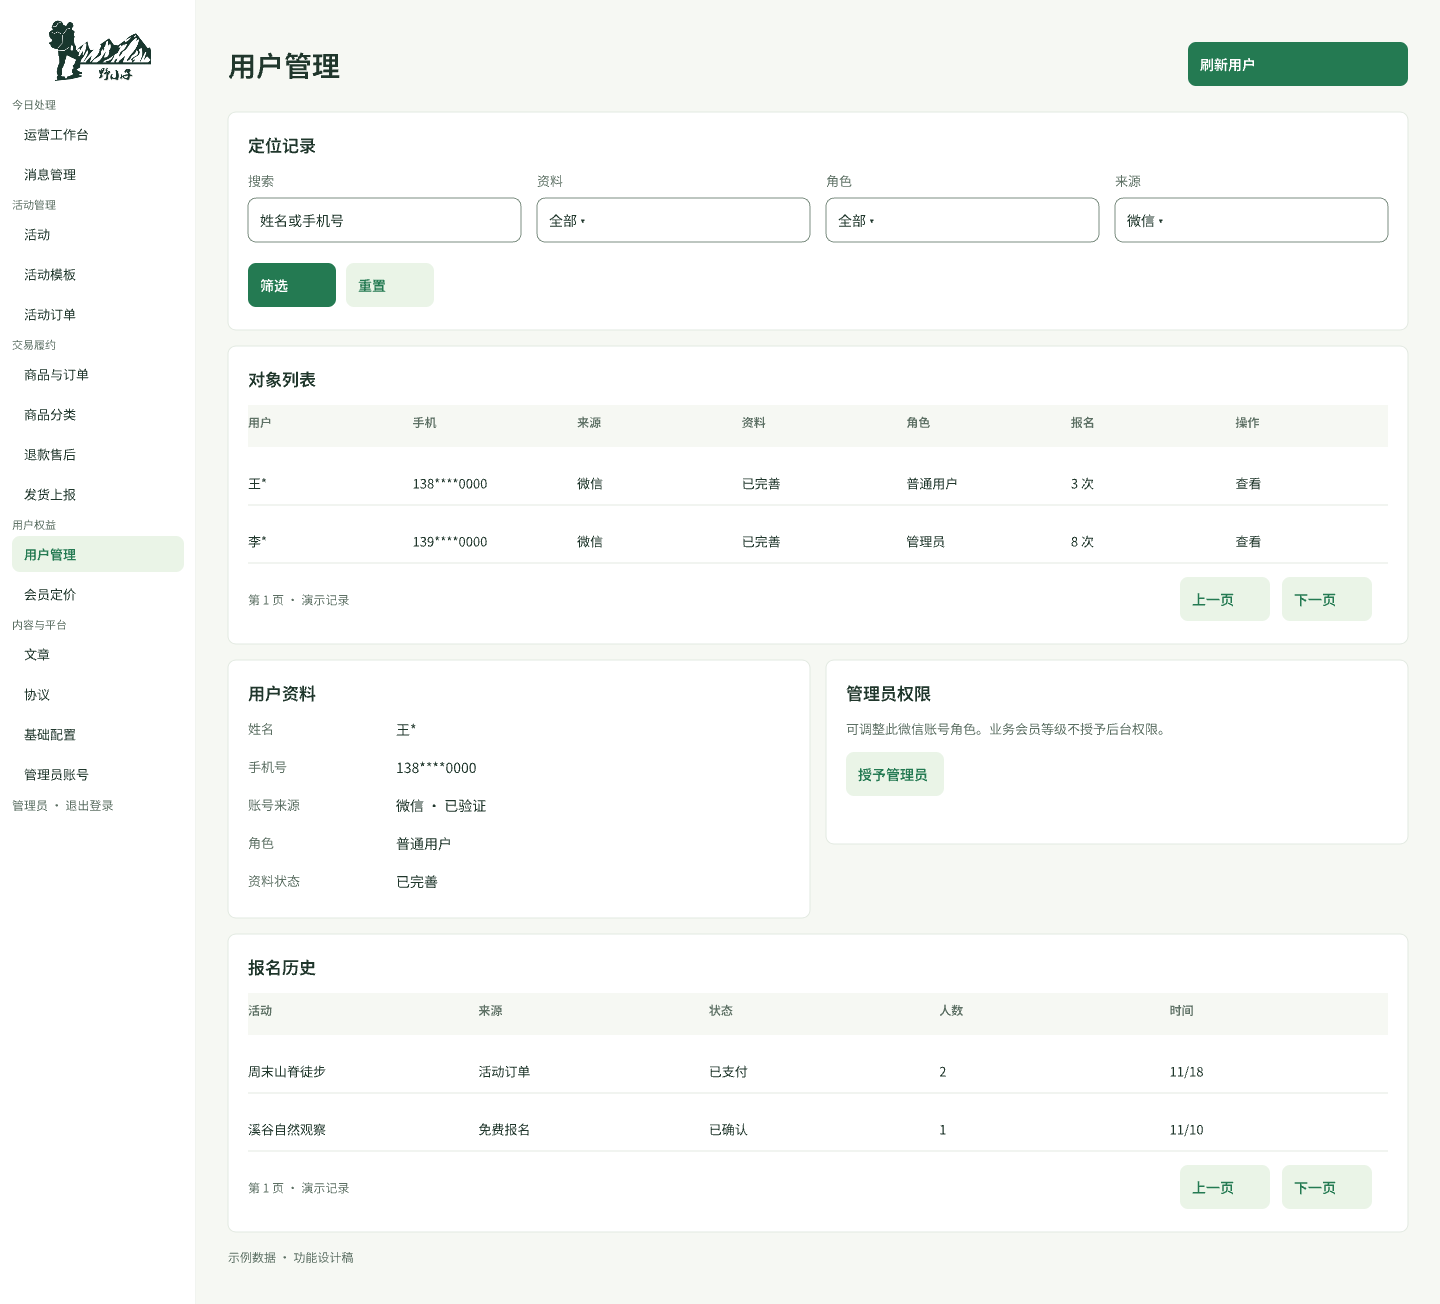 野小子
今日处理
运营工作台
消息管理
活动管理
活动
活动模板
活动订单
交易履约
商品与订单
商品分类
退款售后
发货上报
用户权益
用户管理
会员定价
内容与平台
文章
协议
基础配置
管理员账号
管理员 · 退出登录
用户管理
刷新用户
定位记录
搜索 资料 角色 来源
姓名或手机号 全部 ▾ 全部 ▾ 微信 ▾
筛选 重置
对象列表
用户 手机 来源 资料 角色 报名 操作
王* 138****0000 微信 已完善 普通用户 3 次 查看
李* 139****0000 微信 已完善 管理员 8 次 查看
第 1 页 · 演示记录 上一页 下一页
用户资料
姓名 王*
手机号 138****0000
账号来源 微信 · 已验证
角色 普通用户
资料状态 已完善
管理员权限
可调整此微信账号角色。业务会员等级不授予后台权限。
授予管理员
报名历史
活动 来源 状态 人数 时间
周末山脊徒步 活动订单 已支付 2 11/18
溪谷自然观察 免费报名 已确认 1 11/10
第 1 页 · 演示记录 上一页 下一页
示例数据 · 功能设计稿